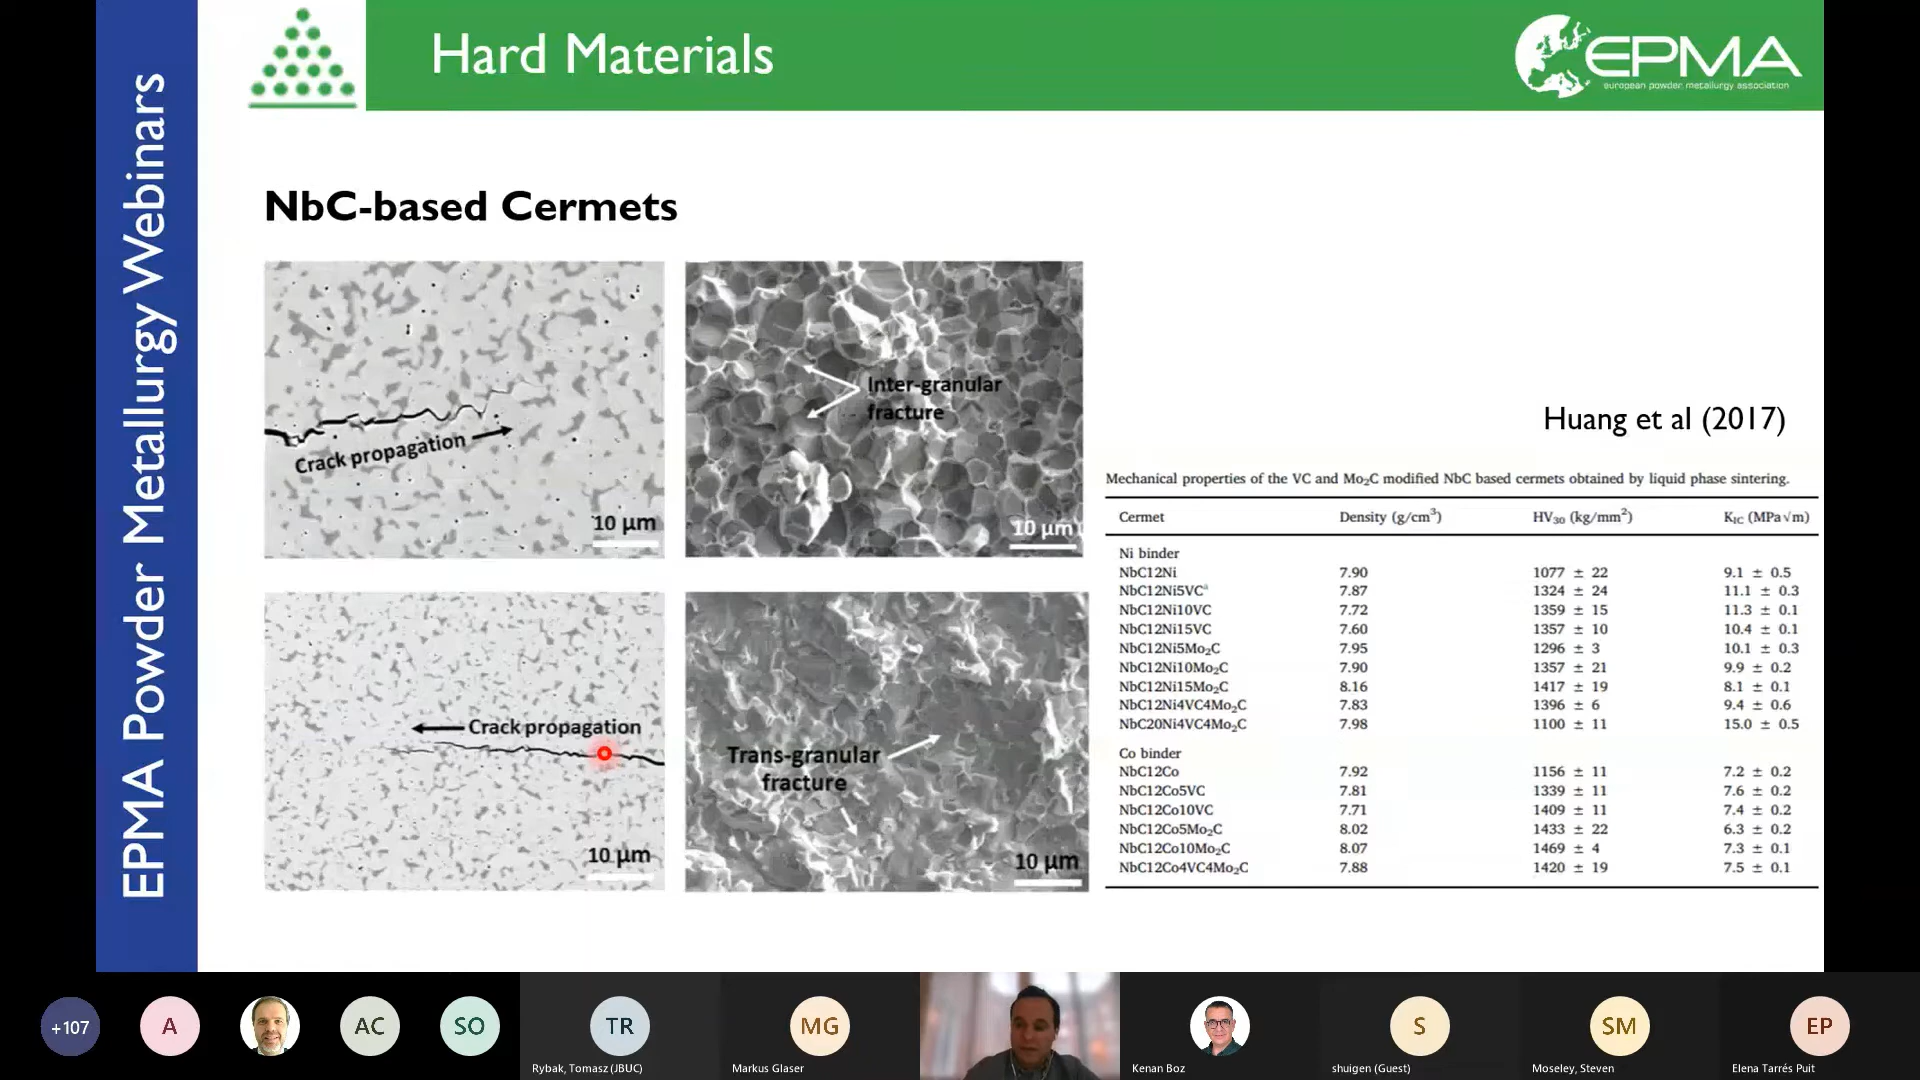 EPMA Powder Metallurgy Webinars
Hard Materials
EPMA
european powder metallurgy association
NbC-based Cermets
Crack propagation
10 µm
Inter-granular
fracture
10 µm
Crack propagation
10 µm
Trans-granular
fracture
10 µm
Huang et al (2017)
Mechanical properties of the VC and Mo₂C modified NbC based cermets obtained by liquid phase sintering.
Cermet Density (g/cm³) HV₃₀ (kg/mm²) K_IC (MPa√m)
Ni binder
NbC12Ni 7.90 1077 ± 22 9.1 ± 0.5
NbC12Ni5VCᵃ 7.87 1324 ± 24 11.1 ± 0.3
NbC12Ni10VC 7.72 1359 ± 15 11.3 ± 0.1
NbC12Ni15VC 7.60 1357 ± 10 10.4 ± 0.1
NbC12Ni5Mo₂C 7.95 1296 ± 3 10.1 ± 0.3
NbC12Ni10Mo₂C 7.90 1357 ± 21 9.9 ± 0.2
NbC12Ni15Mo₂C 8.16 1417 ± 19 8.1 ± 0.1
NbC12Ni4VC4Mo₂C 7.83 1396 ± 6 9.4 ± 0.6
NbC20Ni4VC4Mo₂C 7.98 1100 ± 11 15.0 ± 0.5
Co binder
NbC12Co 7.92 1156 ± 11 7.2 ± 0.2
NbC12Co5VC 7.81 1339 ± 11 7.6 ± 0.2
NbC12Co10VC 7.71 1409 ± 11 7.4 ± 0.2
NbC12Co5Mo₂C 8.02 1433 ± 22 6.3 ± 0.2
NbC12Co10Mo₂C 8.07 1469 ± 4 7.3 ± 0.1
NbC12Co4VC4Mo₂C 7.88 1420 ± 19 7.5 ± 0.1
+107
A
AC
SO
TR
MG
S
SM
EP
Rybak, Tomasz (JBUC)
Markus Glaser
Kenan Boz
shuigen (Guest)
Moseley, Steven
Elena Tarrés Puit